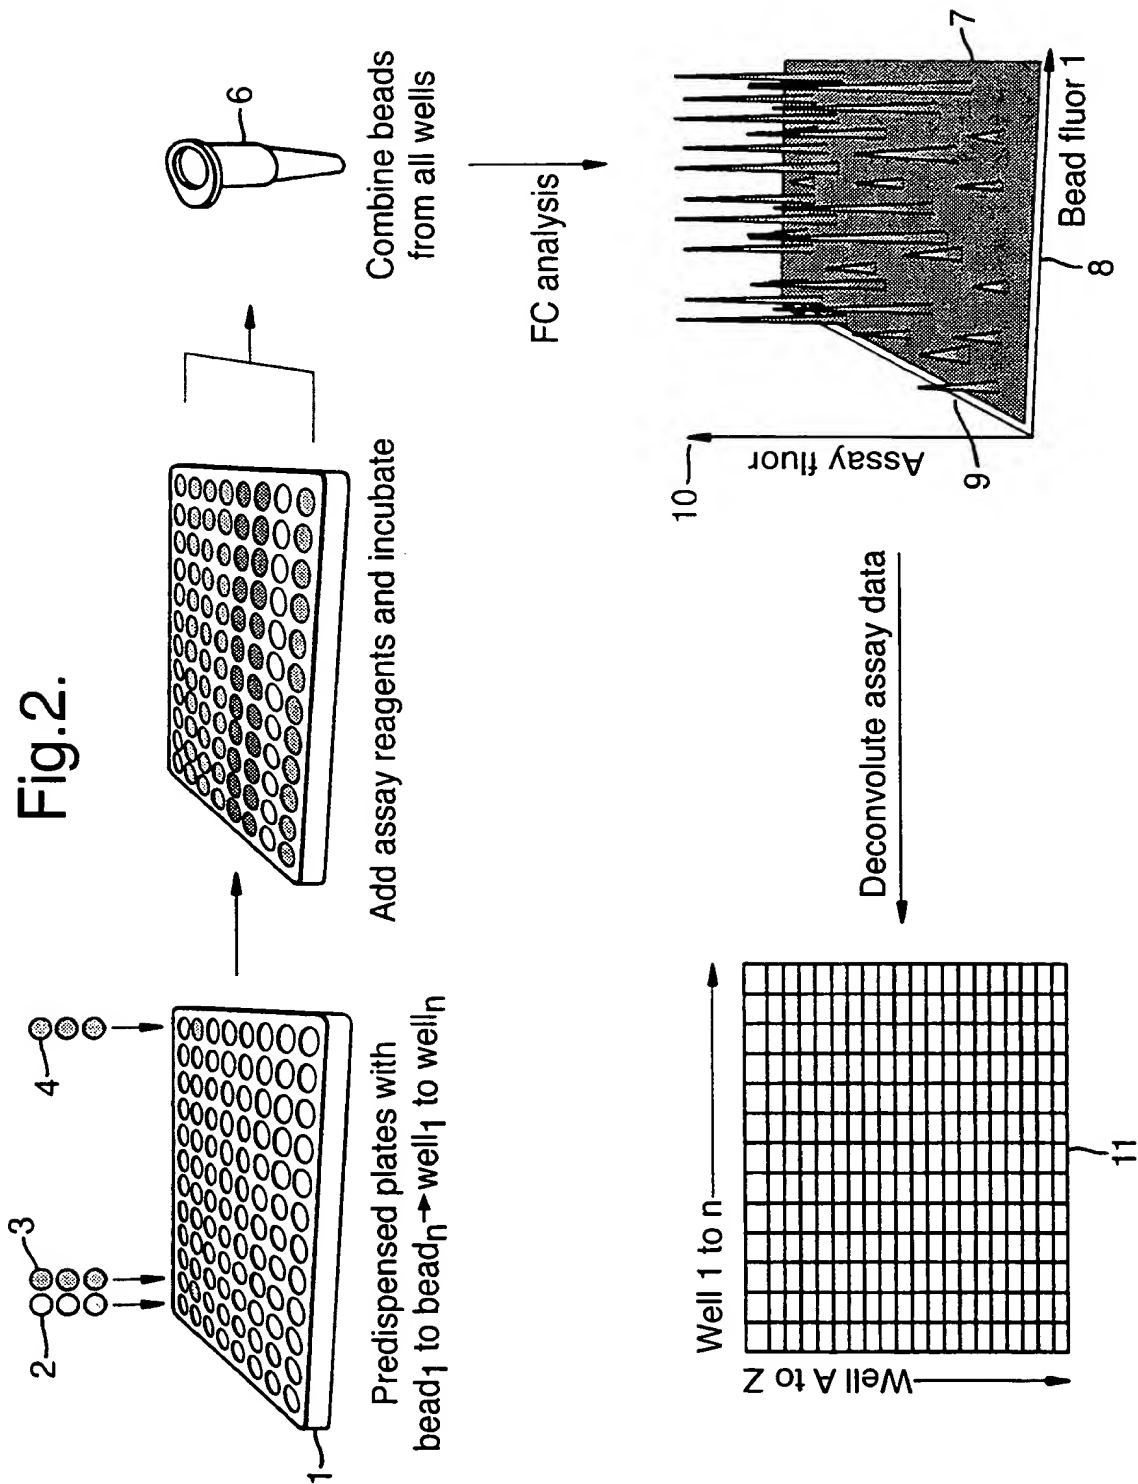 Fig.2.
2
3
4
1
Predispensed plates with
bead1 to bead n→well1 to well n
Add assay reagents and incubate
6
Combine beads
from all wells
FC analysis
10
Assay fluor
9
8
Bead fluor 1
7
Deconvolute assay data
Well 1 to n
Well A to Z
11